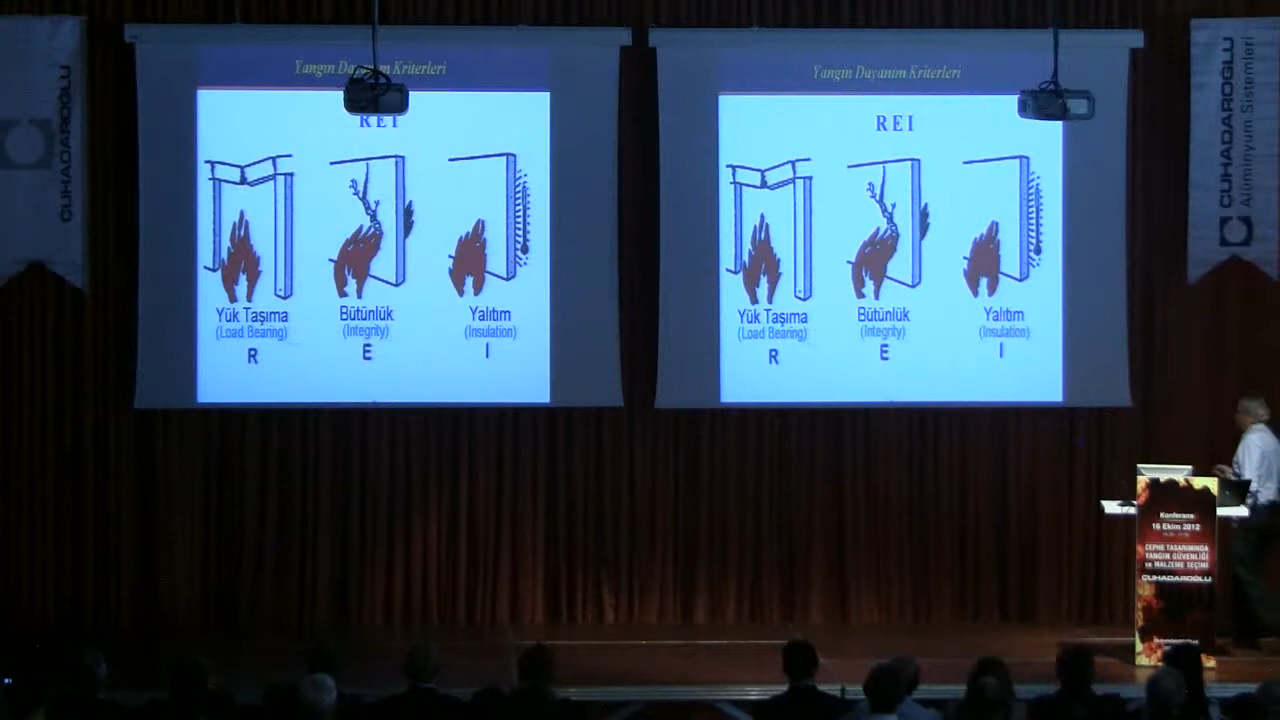 Yangın Dayanım Kriterleri
REI
Yük Taşıma
(Load Bearing)
R
Bütünlük
(Integrity)
E
Yalıtım
(Insulation)
I
Yangın Dayanım Kriterleri
REI
Yük Taşıma
(Load Bearing)
R
Bütünlük
(Integrity)
E
Yalıtım
(Insulation)
I
ÇUHADAROĞLU
ÇUHADAROĞLU
Alüminyum Sistemleri
Konferans
16 Ekim 2012
CEPHE TASARIMINDA
YANGIN GÜVENLİĞİ
ve MALZEME SEÇİMİ
ÇUHADAROĞLU